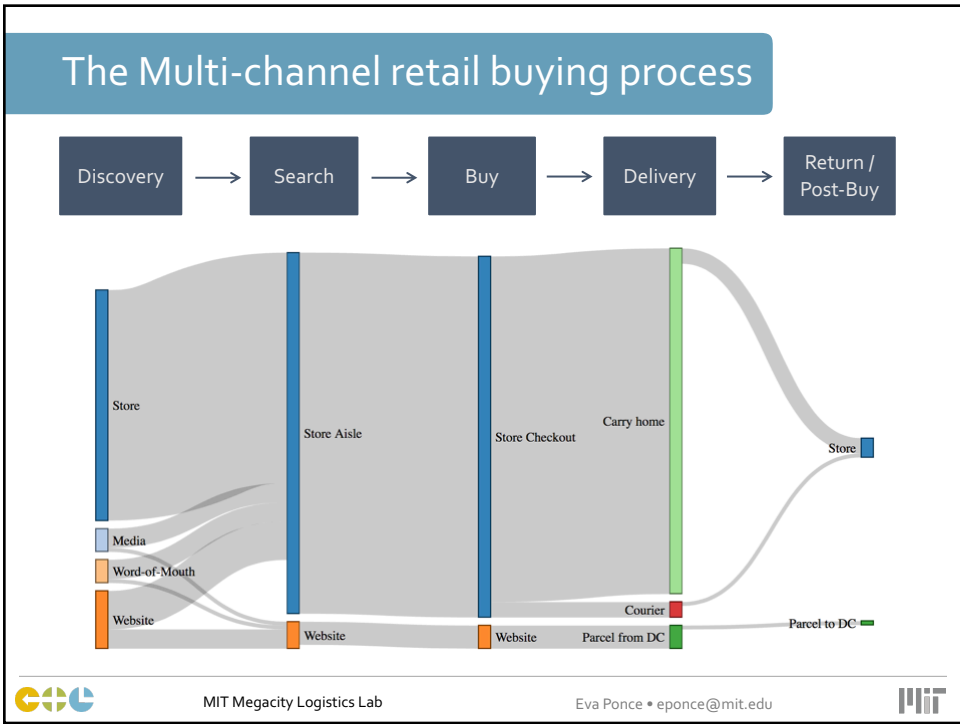 The Multi-channel retail buying process
Discovery
Search
Buy
Delivery
Return /
Post-Buy
Store
Media
Word-of-Mouth
Website
Store Aisle
Website
Store Checkout
Website
Carry home
Courier
Parcel from DC
Store
Parcel to DC
MIT Megacity Logistics Lab
Eva Ponce • eponce@mit.edu